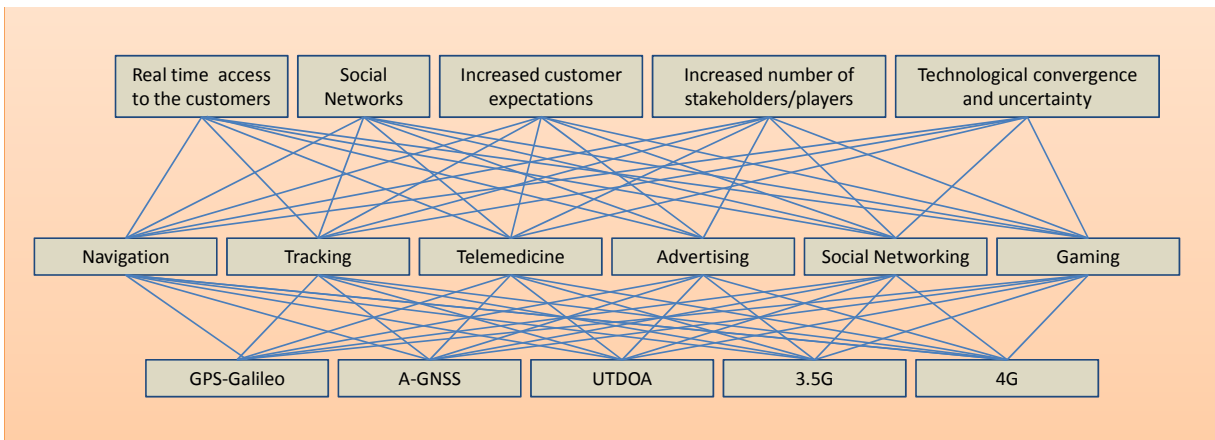 Real time access
to the customers
Social
Networks
Increased customer
expectations
Increased number of
stakeholders/players
Technological convergence
and uncertainty
Navigation
Tracking
Telemedicine
Advertising
Social Networking
Gaming
GPS-Galileo
A-GNSS
UTDOA
3.5G
4G